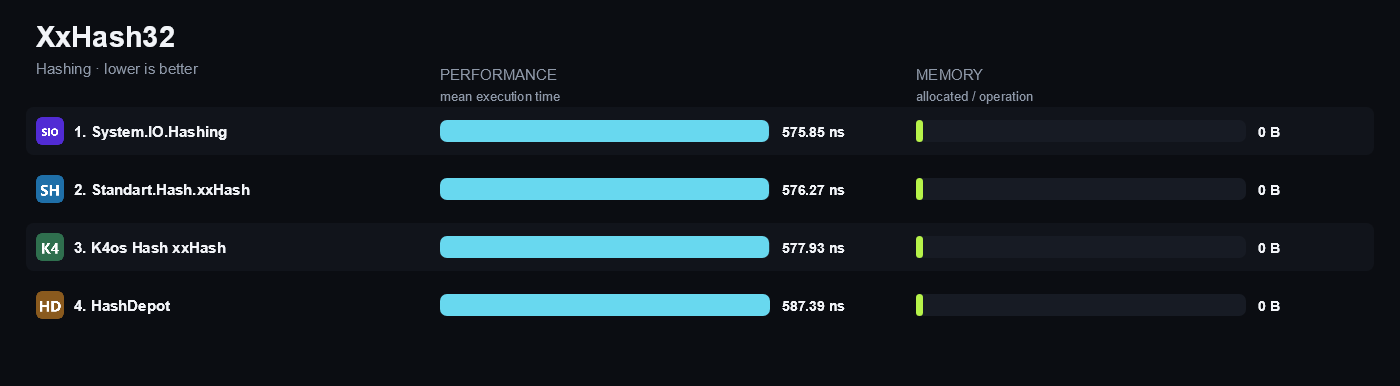 XxHash32
Hashing · lower is better
PERFORMANCE
mean execution time
MEMORY
allocated / operation
SIO 1. System.IO.Hashing 575.85 ns 0 B
SH 2. Standart.Hash.xxHash 576.27 ns 0 B
K4 3. K4os Hash xxHash 577.93 ns 0 B
HD 4. HashDepot 587.39 ns 0 B